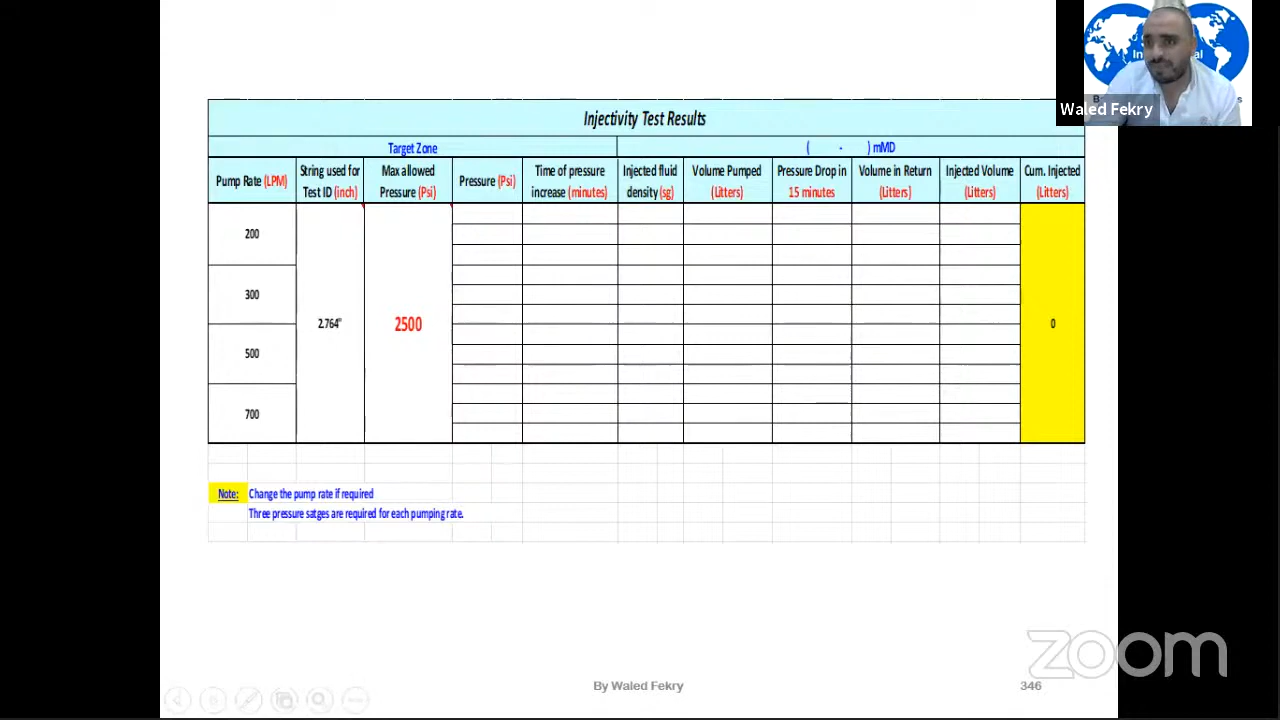 Waled Fekry
Injectivity Test Results
Target Zone ( - ) mMD
Pump Rate (LPM)
String used for
Test ID (inch)
Max allowed
Pressure (Psi)
Pressure (Psi)
Time of pressure
increase (minutes)
Injected fluid
density (sg)
Volume Pumped
(Litters)
Pressure Drop in
15 minutes
Volume in Return
(Litters)
Injected Volume
(Litters)
Cum. Injected
(Litters)
200
300
2.764"
2500
0
500
700
Note: Change the pump rate if required
Three pressure satges are required for each pumping rate.
zoom
By Waled Fekry
346